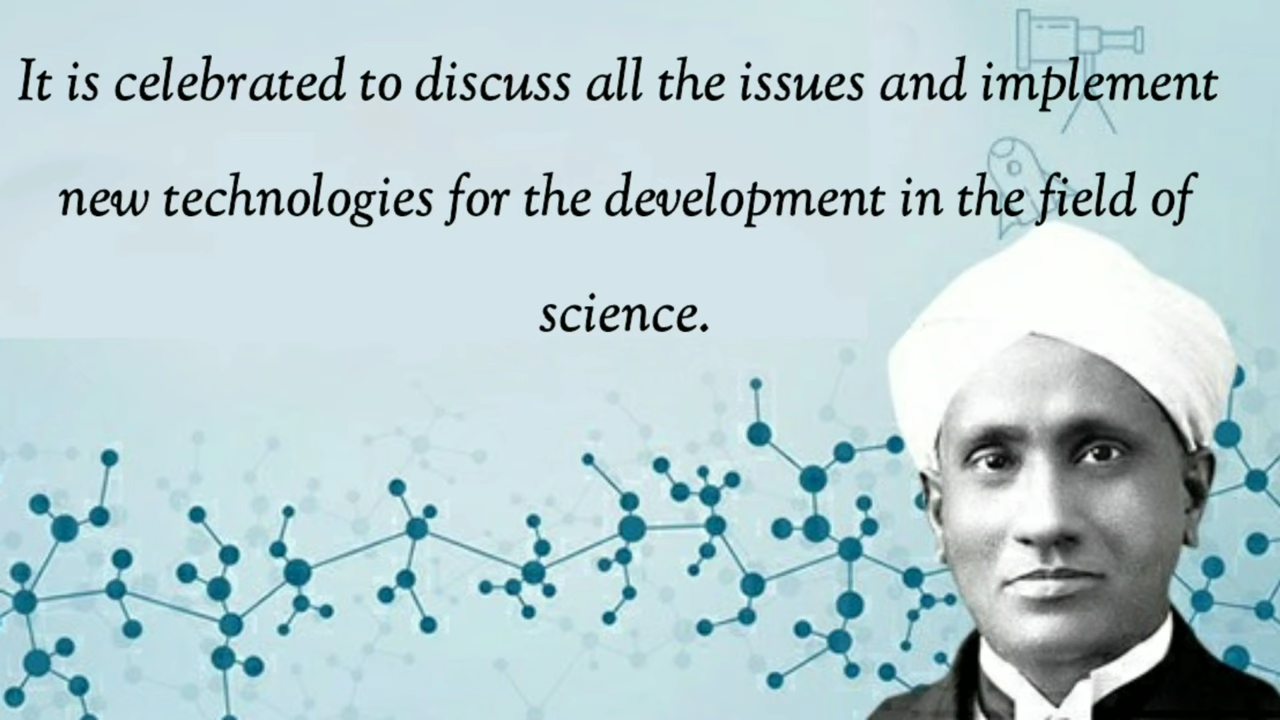 It is celebrated to discuss all the issues and implement
new technologies for the development in the field of
science.